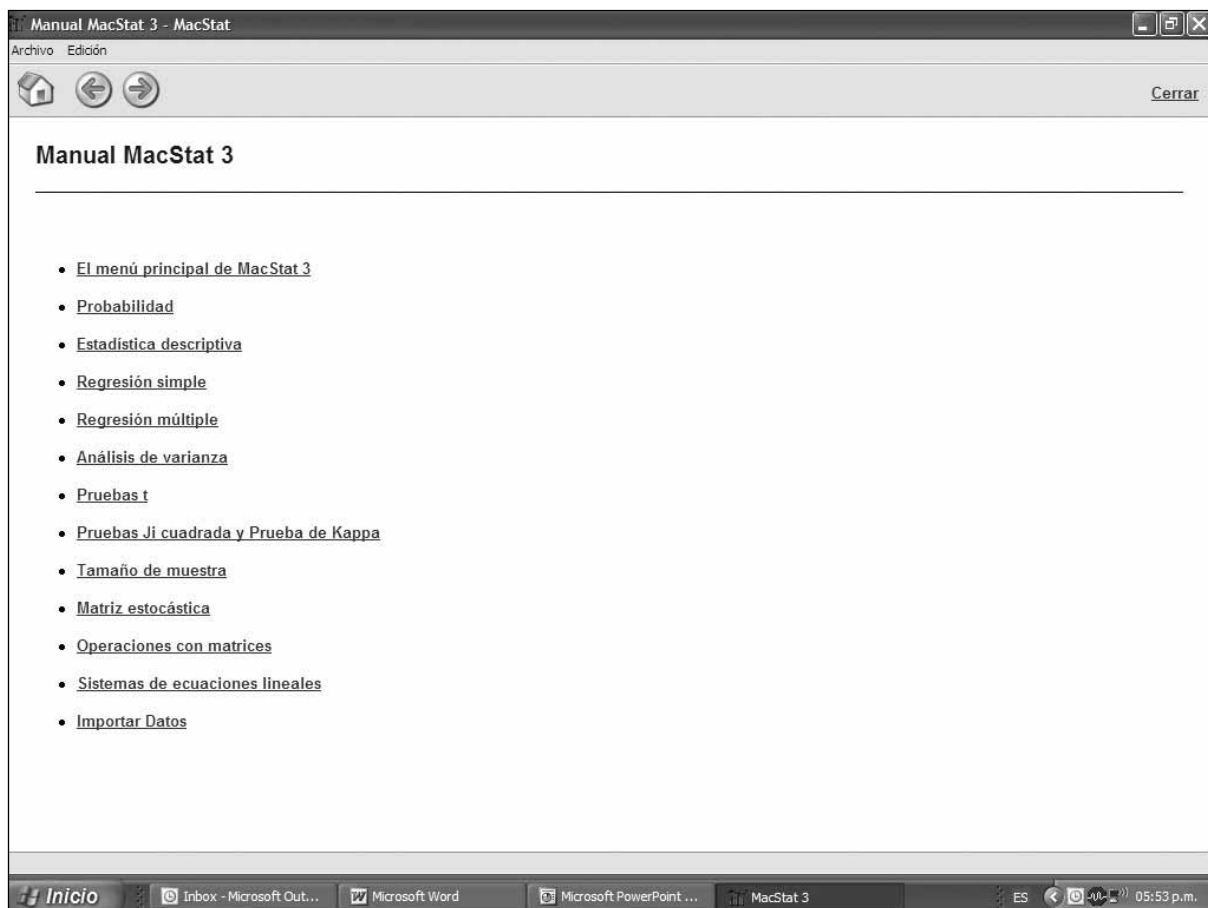 Manual MacStat 3 - MacStat
Archivo Edición
Cerrar
Manual MacStat 3
El menú principal de MacStat 3
Probabilidad
Estadística descriptiva
Regresión simple
Regresión múltiple
Análisis de varianza
Pruebas t
Pruebas Ji cuadrada y Prueba de Kappa
Tamaño de muestra
Matriz estocástica
Operaciones con matrices
Sistemas de ecuaciones lineales
Importar Datos
Inicio Inbox - Microsoft Out... Microsoft Word Microsoft PowerPoint ... MacStat 3 ES 05:53 p.m.